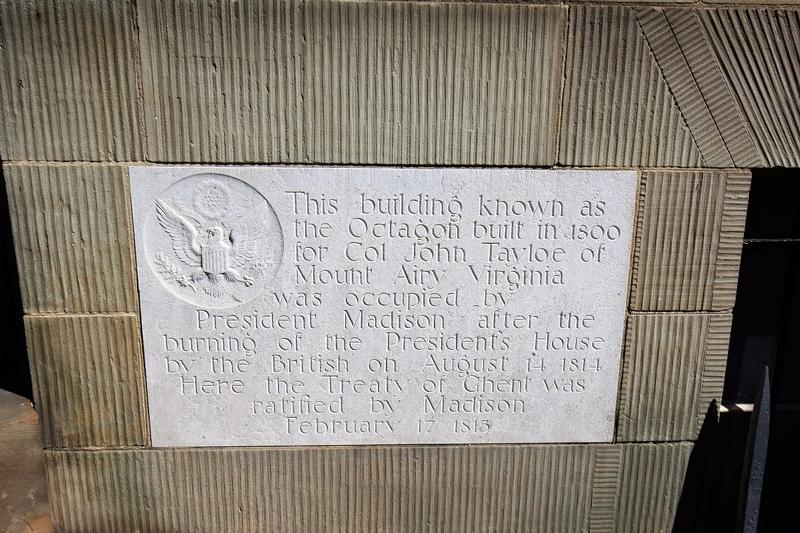 This building known as
the Octagon built in 1800
for Col John Tayloe of
Mount Airy Virginia
was occupied by
President Madison after the
burning of the President's House
by the British on August 14 1814
Here the Treaty of Ghent was
ratified by Madison
February 17 1815